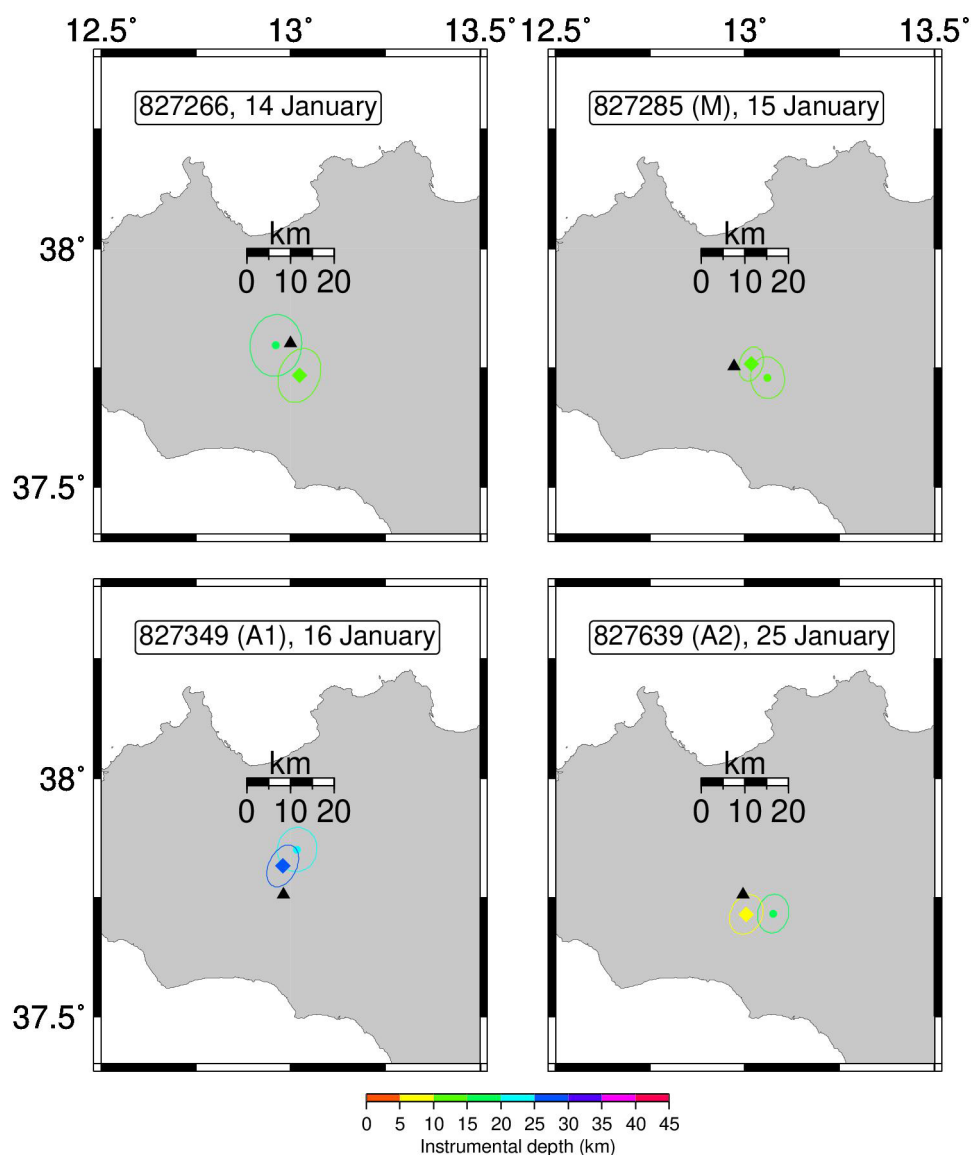 12.5˚ 13˚ 13.5˚ 12.5˚ 13˚ 13.5˚
827266, 14 January
827285 (M), 15 January
38˚
km
0 10 20
km
0 10 20
37.5˚
827349 (A1), 16 January
827639 (A2), 25 January
38˚
km
0 10 20
km
0 10 20
37.5˚
0 5 10 15 20 25 30 35 40 45
Instrumental depth (km)